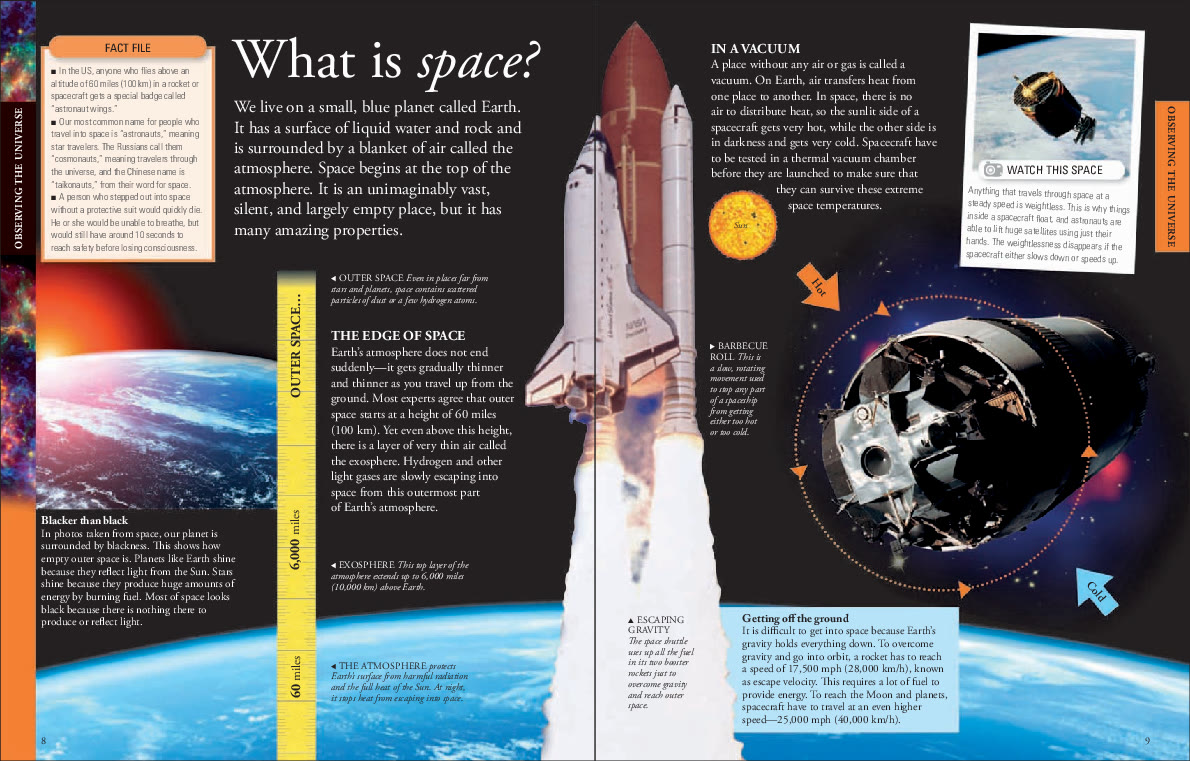 OBSERVING THE UNIVERSE
FACT FILE
■ In the US, anyone who flies above an
altitude of 60 miles (100 km) in a rocket or
spacecraft gets a special badge called
“astronaut wings.”
■ Our most common name for people who
travel into space is “astronauts,” meaning
star travelers. The Russians call them
“cosmonauts,” meaning travelers through
the universe, and the Chinese name is
“taikonauts,” from their word for space.
■ A person who stepped out into space
without a protective suit would quickly die.
He or she would be unable to breathe, but
would still have around 10 seconds to
reach safety before losing consciousness.
What is space?
We live on a small, blue planet called Earth.
It has a surface of liquid water and rock and
is surrounded by a blanket of air called the
atmosphere. Space begins at the top of the
atmosphere. It is an unimaginably vast,
silent, and largely empty place, but it has
many amazing properties.
Blacker than black
In photos taken from space, our planet is
surrounded by blackness. This shows how
empty outer space is. Planets like Earth shine
because they reflect light from the Sun. Stars
shine because they produce huge amounts of
energy by burning fuel. Most of space looks
black because there is nothing there to
produce or reflect light.
OUTER SPACE...
6,000 miles
60 miles
◄ OUTER SPACE Even in places far from
stars and planets, space contains scattered
particles of dust or a few hydrogen atoms.
THE EDGE OF SPACE
Earth’s atmosphere does not end
suddenly—it gets gradually thinner
and thinner as you travel up from the
ground. Most experts agree that outer
space starts at a height of 60 miles
(100 km). Yet even above this height,
there is a layer of very thin air called
the exosphere. Hydrogen and other
light gases are slowly escaping into
space from this outermost part
of Earth’s atmosphere.
◄ EXOSPHERE This top layer of the
atmosphere extends up to 6,000 miles
(10,000 km) above Earth.
◄ THE ATMOSPHERE protects
Earth’s surface from harmful radiation
and the full heat of the Sun. At night,
it stops heat from escaping into space.
8
IN A VACUUM
A place without any air or gas is called a
vacuum. On Earth, air transfers heat from
one place to another. In space, there is no
air to distribute heat, so the sunlit side of a
spacecraft gets very hot, while the other side is
in darkness and gets very cold. Spacecraft have
to be tested in a thermal vacuum chamber
before they are launched to make sure that
they can survive these extreme
space temperatures.
Sun
Hot
► BARBECUE
ROLL This is
a slow, rotating
movement used
to stop any part
of a spaceship
from getting
either too hot
or too cold.
Cold
▲ ESCAPING
GRAVITY
The space shuttle
uses up all the fuel
in its two booster
rockets just to
overcome gravity
and reach outer
space.
Getting off the ground
It is difficult to get into space because Earth’s
gravity holds everything down. To overcome
gravity and go into orbit, a rocket has to reach
a speed of 17,500 mph (28,000 km/h), known
as escape velocity. This requires a lot of fuel to
provide energy. To reach the Moon and planets,
spacecraft have to travel at an even higher
speed—25,000 mph (40,000 km/h).
WATCH THIS SPACE
Anything that travels through space at a
steady speed is weightless. This is why things
inside a spacecraft float, and astronauts are
able to lift huge satellites using just their
hands. The weightlessness disappears if the
spacecraft either slows down or speeds up.
OBSERVING THE UNIVERSE
9